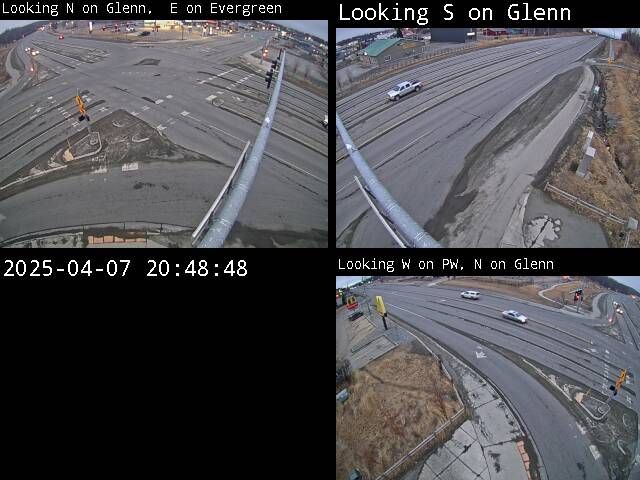 Looking N on Glenn,  E on Evergreen
Looking S on Glenn
2025-04-07 20:48:48
Looking W on PW, N on Glenn